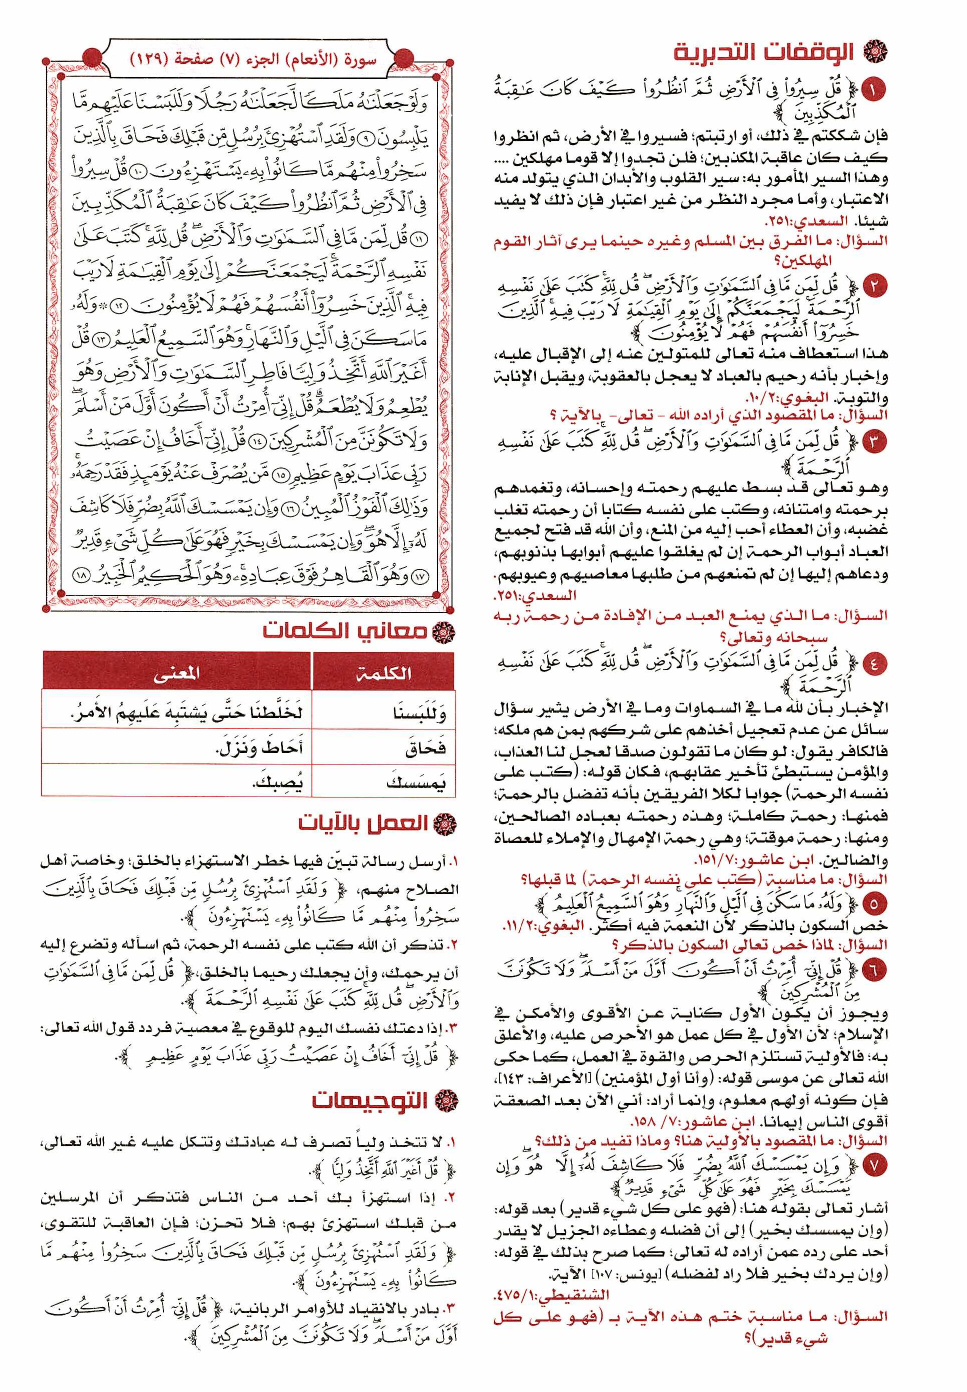 الوقفات التدبرية
١ ﴿ قُلْ سِيرُوا۟ فِى ٱلْأَرْضِ ثُمَّ ٱنظُرُوا۟ كَيْفَ كَانَ عَـٰقِبَةُ
ٱلْمُكَذِّبِينَ ﴾
فإن شككتم في ذلك، أو ارتبتم؛ فسيروا في الأرض، ثم انظروا
كيف كان عاقبة المكذبين؛ فلن تجدوا إلا قوما مهلكين ....
وهذا السير المأمور به: سير القلوب والأبدان الذي يتولد منه
الاعتبار، وأما مجرد النظر من غير اعتبار فإن ذلك لا يفيد
شيئا. السعدي:٢٥١.
السؤال: ما الفرق بين المسلم وغيره حينما يرى آثار القوم
المهلكين؟
٢ ﴿ قُل لِّمَن مَّا فِى ٱلسَّمَـٰوَٰتِ وَٱلْأَرْضِ ۖ قُل لِّلَّهِ ۚ كَتَبَ عَلَىٰ نَفْسِهِ
ٱلرَّحْمَةَ ۚ لَيَجْمَعَنَّكُمْ إِلَىٰ يَوْمِ ٱلْقِيَـٰمَةِ لَا رَيْبَ فِيهِ ۚ ٱلَّذِينَ
خَسِرُوٓا۟ أَنفُسَهُمْ فَهُمْ لَا يُؤْمِنُونَ ﴾
هذا استعطاف منه تعالى للمتولين عنه إلى الإقبال عليه،
وإخبار بأنه رحيم بالعباد لا يعجل بالعقوبة، ويقبل الإنابة
والتوبة. البغوي:١٠/٢.
السؤال: ما المقصود الذي أراده الله - تعالى- بالآية ؟
٣ ﴿ قُل لِّمَن مَّا فِى ٱلسَّمَـٰوَٰتِ وَٱلْأَرْضِ ۖ قُل لِّلَّهِ ۚ كَتَبَ عَلَىٰ نَفْسِهِ
ٱلرَّحْمَةَ ﴾
وهو تعالى قد بسط عليهم رحمته وإحسانه، وتغمدهم
برحمته وامتنانه، وكتب على نفسه كتابا أن رحمته تغلب
غضبه، وأن العطاء أحب إليه من المنع، وأن الله قد فتح لجميع
العباد أبواب الرحمة إن لم يغلقوا عليهم أبوابها بذنوبهم،
ودعاهم إليها إن لم تمنعهم من طلبها معاصيهم وعيوبهم.
السعدي:٢٥١.
السؤال: ما الذي يمنع العبد من الإفادة من رحمة ربه
سبحانه وتعالى؟
٤ ﴿ قُل لِّمَن مَّا فِى ٱلسَّمَـٰوَٰتِ وَٱلْأَرْضِ ۖ قُل لِّلَّهِ ۚ كَتَبَ عَلَىٰ نَفْسِهِ
ٱلرَّحْمَةَ ﴾
الإخبار بأن لله ما في السماوات وما في الأرض يثير سؤال
سائل عن عدم تعجيل أخذهم على شركهم بمن هم ملكه؛
فالكافر يقول: لو كان ما تقولون صدقا لعجل لنا العذاب،
والمؤمن يستبطئ تأخير عقابهم، فكان قوله: (كتب على
نفسه الرحمة) جوابا لكلا الفريقين بأنه تفضل بالرحمة؛
فمنها: رحمة كاملة؛ وهذه رحمته بعباده الصالحين،
ومنها: رحمة موقتة؛ وهي رحمة الإمهال والإملاء للعصاة
والضالين. ابن عاشور:١٥١/٧.
السؤال: ما مناسبة (كتب على نفسه الرحمة) لما قبلها؟
٥ ﴿ وَلَهُۥ مَا سَكَنَ فِى ٱلَّيْلِ وَٱلنَّهَارِ ۚ وَهُوَ ٱلسَّمِيعُ ٱلْعَلِيمُ ﴾
خص السكون بالذكر لأن النعمة فيه أكثر. البغوي:١١/٢.
السؤال: لماذا خص تعالى السكون بالذكر؟
٦ ﴿ قُلْ إِنِّىٓ أُمِرْتُ أَنْ أَكُونَ أَوَّلَ مَنْ أَسْلَمَ ۖ وَلَا تَكُونَنَّ
مِنَ ٱلْمُشْرِكِينَ ﴾
ويجوز أن يكون الأول كناية عن الأقوى والأمكن في
الإسلام؛ لأن الأول في كل عمل هو الأحرص عليه، والأعلق
به؛ فالأولية تستلزم الحرص والقوة في العمل، كما حكى
الله تعالى عن موسى قوله: (وأنا أول المؤمنين) [الأعراف: ١٤٣]،
فإن كونه أولهم معلوم، وإنما أراد: أني الآن بعد الصعقة
أقوى الناس إيمانا. ابن عاشور:٧/ ١٥٨.
السؤال: ما المقصود بالأولية هنا؟ وماذا تفيد من ذلك؟
٧ ﴿ وَإِن يَمْسَسْكَ ٱللَّهُ بِضُرٍّ فَلَا كَاشِفَ لَهُۥٓ إِلَّا هُوَ ۖ وَإِن
يَمْسَسْكَ بِخَيْرٍ فَهُوَ عَلَىٰ كُلِّ شَىْءٍ قَدِيرٌ ﴾
أشار تعالى بقوله هنا: (فهو على كل شيء قدير) بعد قوله:
(وإن يمسسك بخير) إلى أن فضله وعطاءه الجزيل لا يقدر
أحد على رده عمن أراده له تعالى؛ كما صرح بذلك في قوله:
(وإن يردك بخير فلا راد لفضله) [يونس: ١٠٧] الآية.
الشنقيطي:٤٧٥/١.
السؤال: ما مناسبة ختم هذه الآية بـ (فهو على كل
شيء قدير)؟
سورة (الأنعام) الجزء (٧) صفحة (١٢٩)
وَلَوْ جَعَلْنَـٰهُ مَلَكًا لَّجَعَلْنَـٰهُ رَجُلًا وَلَلَبَسْنَا عَلَيْهِم مَّا
يَلْبِسُونَ ٩ وَلَقَدِ ٱسْتُهْزِئَ بِرُسُلٍ مِّن قَبْلِكَ فَحَاقَ بِٱلَّذِينَ
سَخِرُوا۟ مِنْهُم مَّا كَانُوا۟ بِهِۦ يَسْتَهْزِءُونَ ١٠ قُلْ سِيرُوا۟
فِى ٱلْأَرْضِ ثُمَّ ٱنظُرُوا۟ كَيْفَ كَانَ عَـٰقِبَةُ ٱلْمُكَذِّبِينَ
١١ قُل لِّمَن مَّا فِى ٱلسَّمَـٰوَٰتِ وَٱلْأَرْضِ ۖ قُل لِّلَّهِ ۚ كَتَبَ عَلَىٰ
نَفْسِهِ ٱلرَّحْمَةَ ۚ لَيَجْمَعَنَّكُمْ إِلَىٰ يَوْمِ ٱلْقِيَـٰمَةِ لَا رَيْبَ
فِيهِ ۚ ٱلَّذِينَ خَسِرُوٓا۟ أَنفُسَهُمْ فَهُمْ لَا يُؤْمِنُونَ ١٢ ۞ وَلَهُۥ
مَا سَكَنَ فِى ٱلَّيْلِ وَٱلنَّهَارِ ۚ وَهُوَ ٱلسَّمِيعُ ٱلْعَلِيمُ ١٣ قُلْ
أَغَيْرَ ٱللَّهِ أَتَّخِذُ وَلِيًّا فَاطِرِ ٱلسَّمَـٰوَٰتِ وَٱلْأَرْضِ وَهُوَ
يُطْعِمُ وَلَا يُطْعَمُ ۗ قُلْ إِنِّىٓ أُمِرْتُ أَنْ أَكُونَ أَوَّلَ مَنْ أَسْلَمَ ۖ
وَلَا تَكُونَنَّ مِنَ ٱلْمُشْرِكِينَ ١٤ قُلْ إِنِّىٓ أَخَافُ إِنْ عَصَيْتُ
رَبِّى عَذَابَ يَوْمٍ عَظِيمٍ ١٥ مَّن يُصْرَفْ عَنْهُ يَوْمَئِذٍ فَقَدْ رَحِمَهُۥ ۚ
وَذَٰلِكَ ٱلْفَوْزُ ٱلْمُبِينُ ١٦ وَإِن يَمْسَسْكَ ٱللَّهُ بِضُرٍّ فَلَا كَاشِفَ
لَهُۥٓ إِلَّا هُوَ ۖ وَإِن يَمْسَسْكَ بِخَيْرٍ فَهُوَ عَلَىٰ كُلِّ شَىْءٍ قَدِيرٌ
١٧ وَهُوَ ٱلْقَاهِرُ فَوْقَ عِبَادِهِۦ ۚ وَهُوَ ٱلْحَكِيمُ ٱلْخَبِيرُ ١٨
معاني الكلمات
الكلمة المعنى
وَلَلَبَسنَا لَخَلَّطنَا حَتَّى يَشتَبِهَ عَلَيهِمُ الأَمرُ.
فَحَاقَ أَحَاطَ وَنَزَلَ.
يَمسَسكَ يُصِبكَ.
العمل بالآيات
١. أرسل رسالة تبيّن فيها خطر الاستهزاء بالخلق؛ وخاصة أهل
الصلاح منهم، ﴿ وَلَقَدِ ٱسْتُهْزِئَ بِرُسُلٍ مِّن قَبْلِكَ فَحَاقَ بِٱلَّذِينَ
سَخِرُوا۟ مِنْهُم مَّا كَانُوا۟ بِهِۦ يَسْتَهْزِءُونَ ﴾.
٢. تذكر أن الله كتب على نفسه الرحمة، ثم اسأله وتضرع إليه
أن يرحمك، وأن يجعلك رحيما بالخلق، ﴿ قُل لِّمَن مَّا فِى ٱلسَّمَـٰوَٰتِ
وَٱلْأَرْضِ ۖ قُل لِّلَّهِ ۚ كَتَبَ عَلَىٰ نَفْسِهِ ٱلرَّحْمَةَ ﴾.
٣. إذا دعتك نفسك اليوم للوقوع في معصية فردد قول الله تعالى:
﴿ قُلْ إِنِّىٓ أَخَافُ إِنْ عَصَيْتُ رَبِّى عَذَابَ يَوْمٍ عَظِيمٍ ﴾.
التوجيهات
١. لا تتخذ ولياً تصرف له عبادتك وتتكل عليه غير الله تعالى،
﴿ قُلْ أَغَيْرَ ٱللَّهِ أَتَّخِذُ وَلِيًّا ﴾.
٢. إذا استهزأ بك أحد من الناس فتذكر أن المرسلين
من قبلك استهزئ بهم؛ فلا تحزن؛ فإن العاقبة للتقوى،
﴿ وَلَقَدِ ٱسْتُهْزِئَ بِرُسُلٍ مِّن قَبْلِكَ فَحَاقَ بِٱلَّذِينَ سَخِرُوا۟ مِنْهُم مَّا
كَانُوا۟ بِهِۦ يَسْتَهْزِءُونَ ﴾.
٣. بادر بالانقياد للأوامر الربانية، ﴿ قُلْ إِنِّىٓ أُمِرْتُ أَنْ أَكُونَ
أَوَّلَ مَنْ أَسْلَمَ ۖ وَلَا تَكُونَنَّ مِنَ ٱلْمُشْرِكِينَ ﴾.